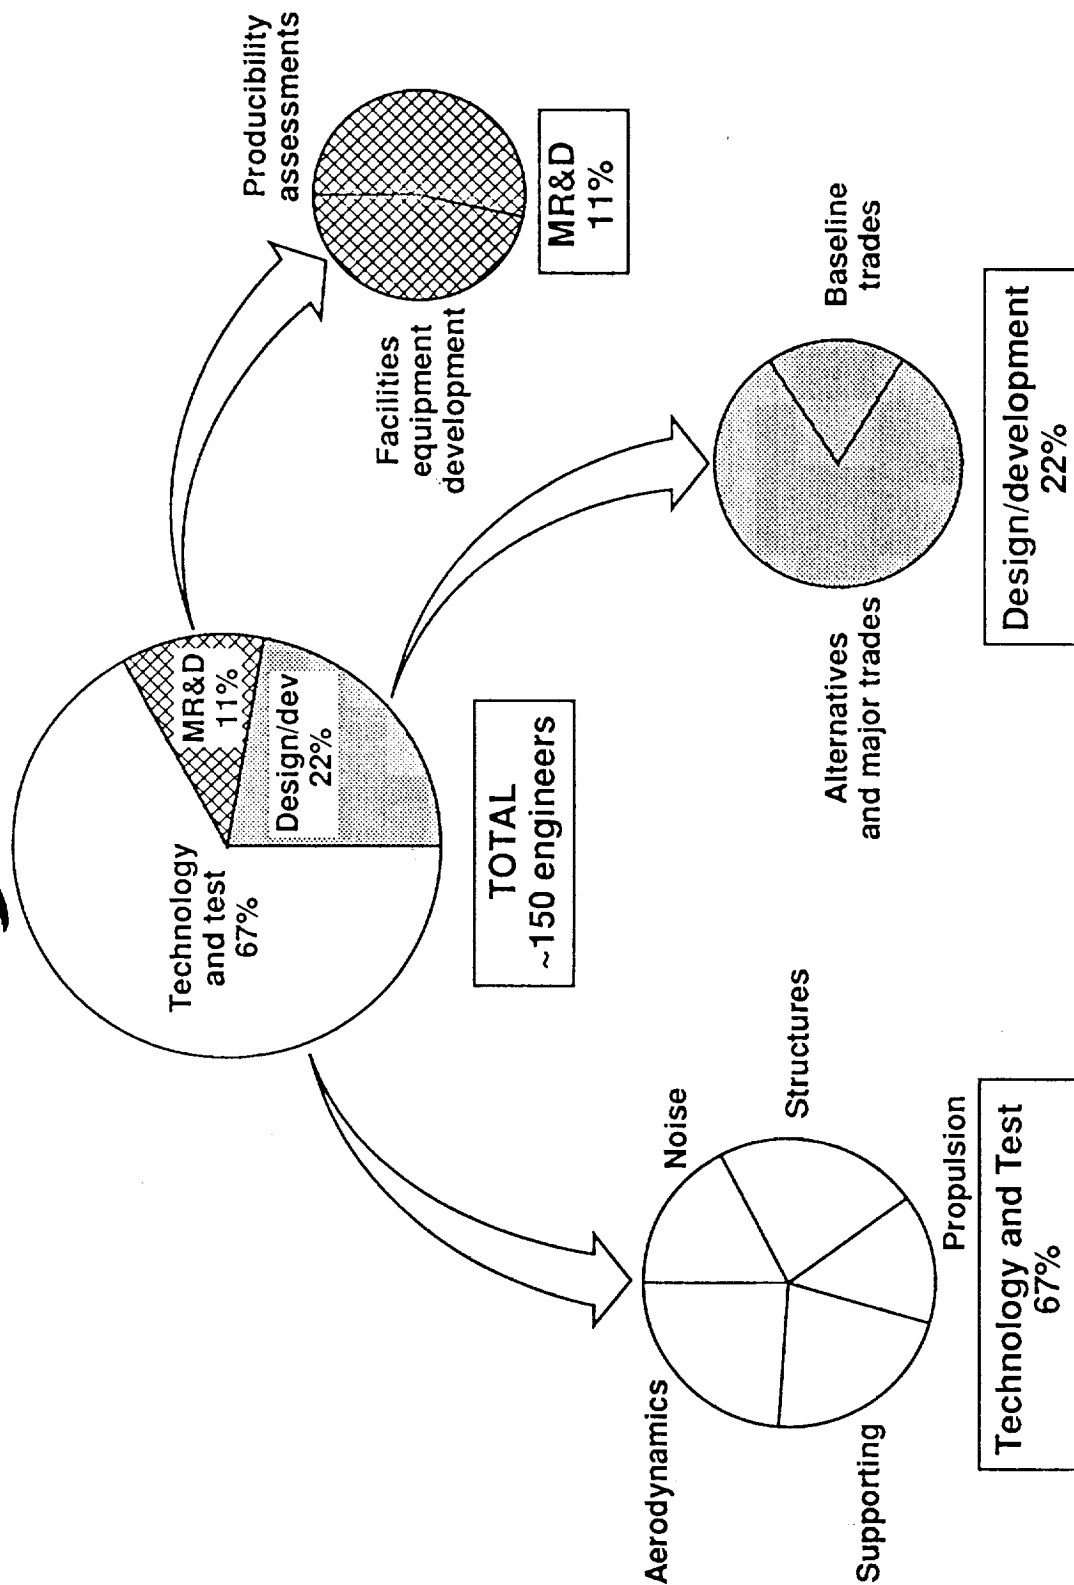 Technology
and test
67%
MR&D
11%
Design/dev
22%
TOTAL
~150 engineers
Producibility
assessments
Facilities
equipment
development
MR&D
11%
Noise
Structures
Aerodynamics
Supporting
Propulsion
Technology and Test
67%
Baseline
trades
Alternatives
and major trades
Design/development
22%